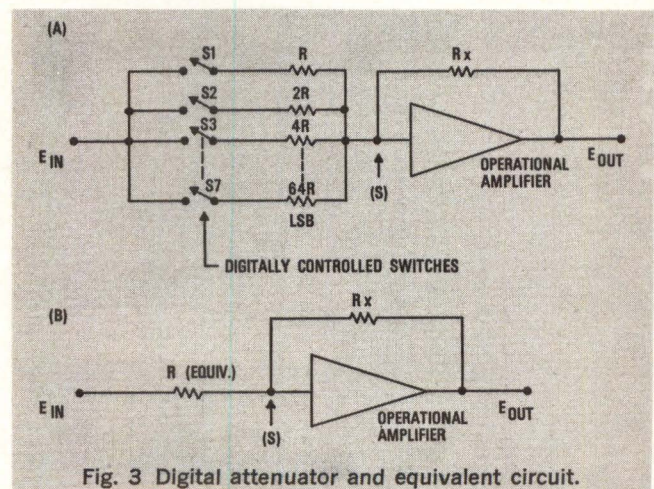 (A)
S1
R
Rx
S2
2R
S3
4R
E IN
OPERATIONAL
AMPLIFIER
E OUT
(S)
S7
64R
LSB
DIGITALLY CONTROLLED SWITCHES
(B)
Rx
R (EQUIV.)
E IN
(S)
OPERATIONAL
AMPLIFIER
E OUT
Fig. 3 Digital attenuator and equivalent circuit.